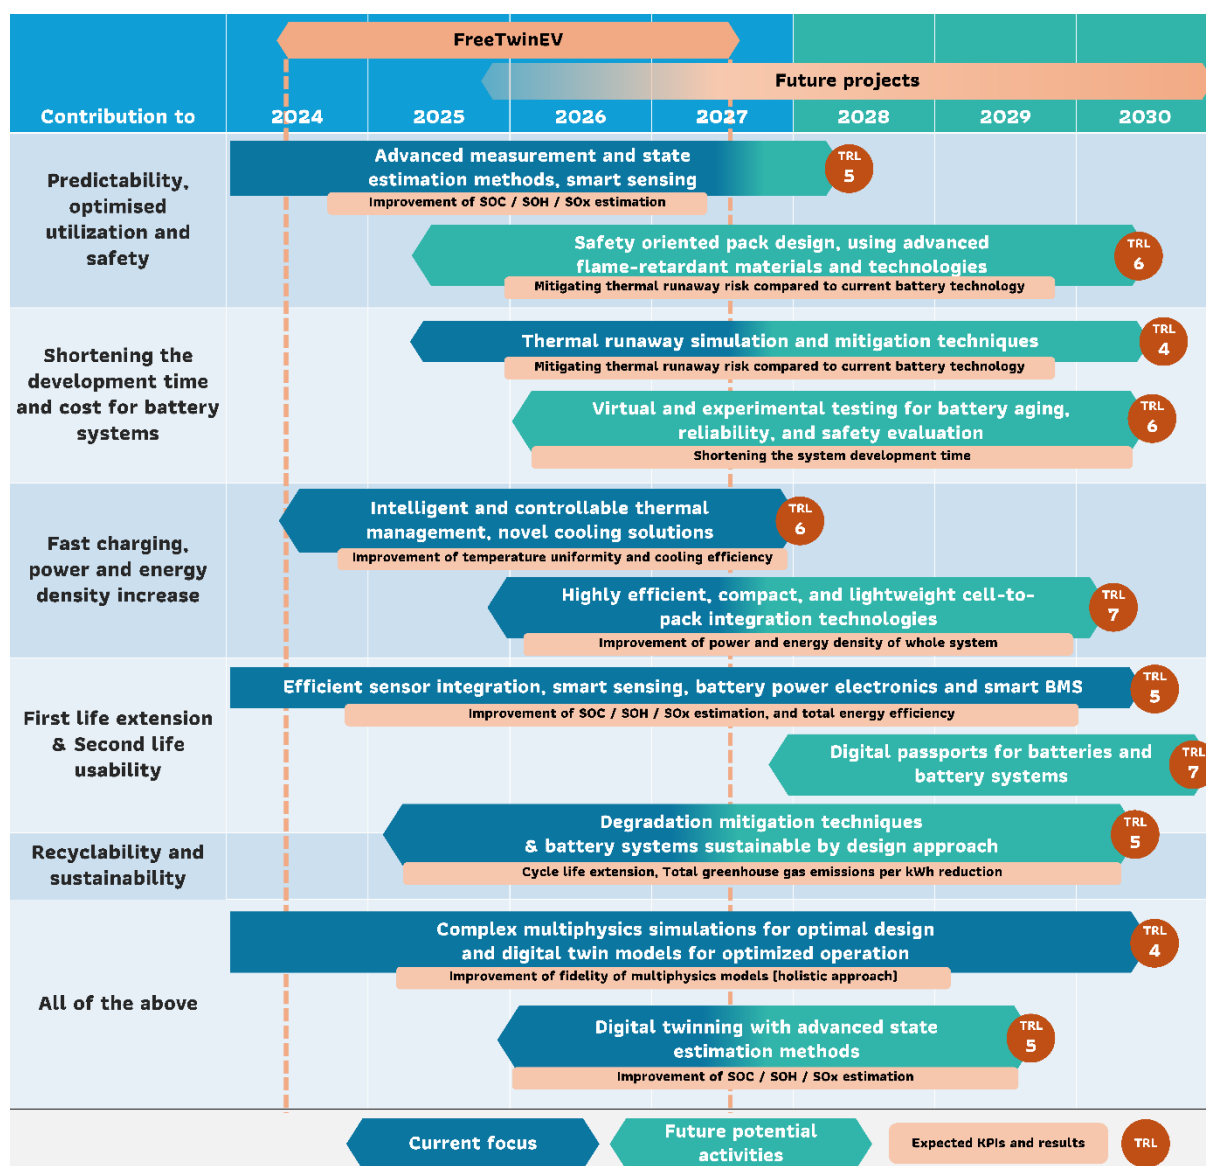 FreeTwinEV
Future projects
Contribution to
2024
2025
2026
2027
2028
2029
2030
Predictability,
optimised
utilization and
safety
Advanced measurement and state
estimation methods, smart sensing
TRL
5
Improvement of SOC / SOH / SOx estimation
Safety oriented pack design, using advanced
flame-retardant materials and technologies
TRL
6
Mitigating thermal runaway risk compared to current battery technology
Shortening the
development time
and cost for battery
systems
Thermal runaway simulation and mitigation techniques
TRL
4
Mitigating thermal runaway risk compared to current battery technology
Virtual and experimental testing for battery aging,
reliability, and safety evaluation
TRL
6
Shortening the system development time
Fast charging,
power and energy
density increase
Intelligent and controllable thermal
management, novel cooling solutions
TRL
6
Improvement of temperature uniformity and cooling efficiency
Highly efficient, compact, and lightweight cell-to-
pack integration technologies
TRL
7
Improvement of power and energy density of whole system
First life extension
& Second life
usability
Efficient sensor integration, smart sensing, battery power electronics and smart BMS
TRL
5
Improvement of SOC / SOH / SOx estimation, and total energy efficiency
Digital passports for batteries and
battery systems
TRL
7
Recyclability and
sustainability
Degradation mitigation techniques
& battery systems sustainable by design approach
TRL
5
Cycle life extension, Total greenhouse gas emissions per kWh reduction
All of the above
Complex multiphysics simulations for optimal design
and digital twin models for optimized operation
TRL
4
Improvement of fidelity of multiphysics models [holistic approach]
Digital twinning with advanced state
estimation methods
TRL
5
Improvement of SOC / SOH / SOx estimation
Current focus
Future potential
activities
Expected KPIs and results
TRL